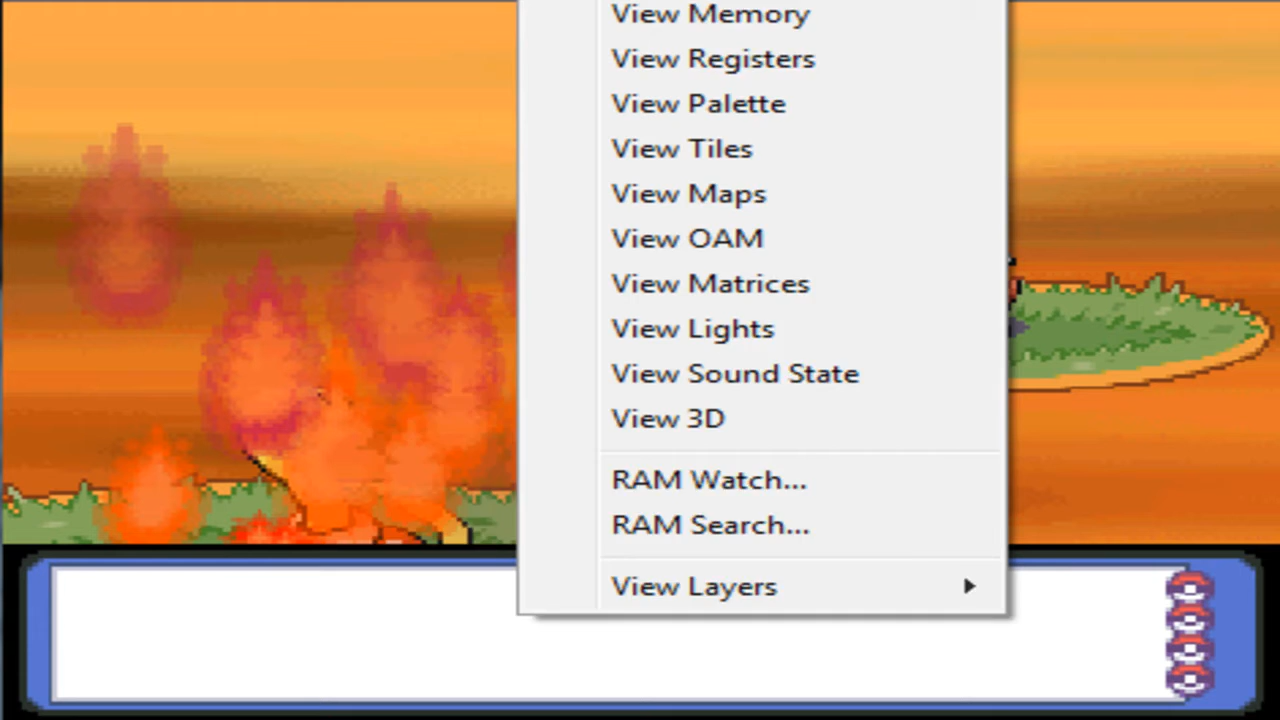 View Memory
View Registers
View Palette
View Tiles
View Maps
View OAM
View Matrices
View Lights
View Sound State
View 3D
RAM Watch...
RAM Search...
View Layers